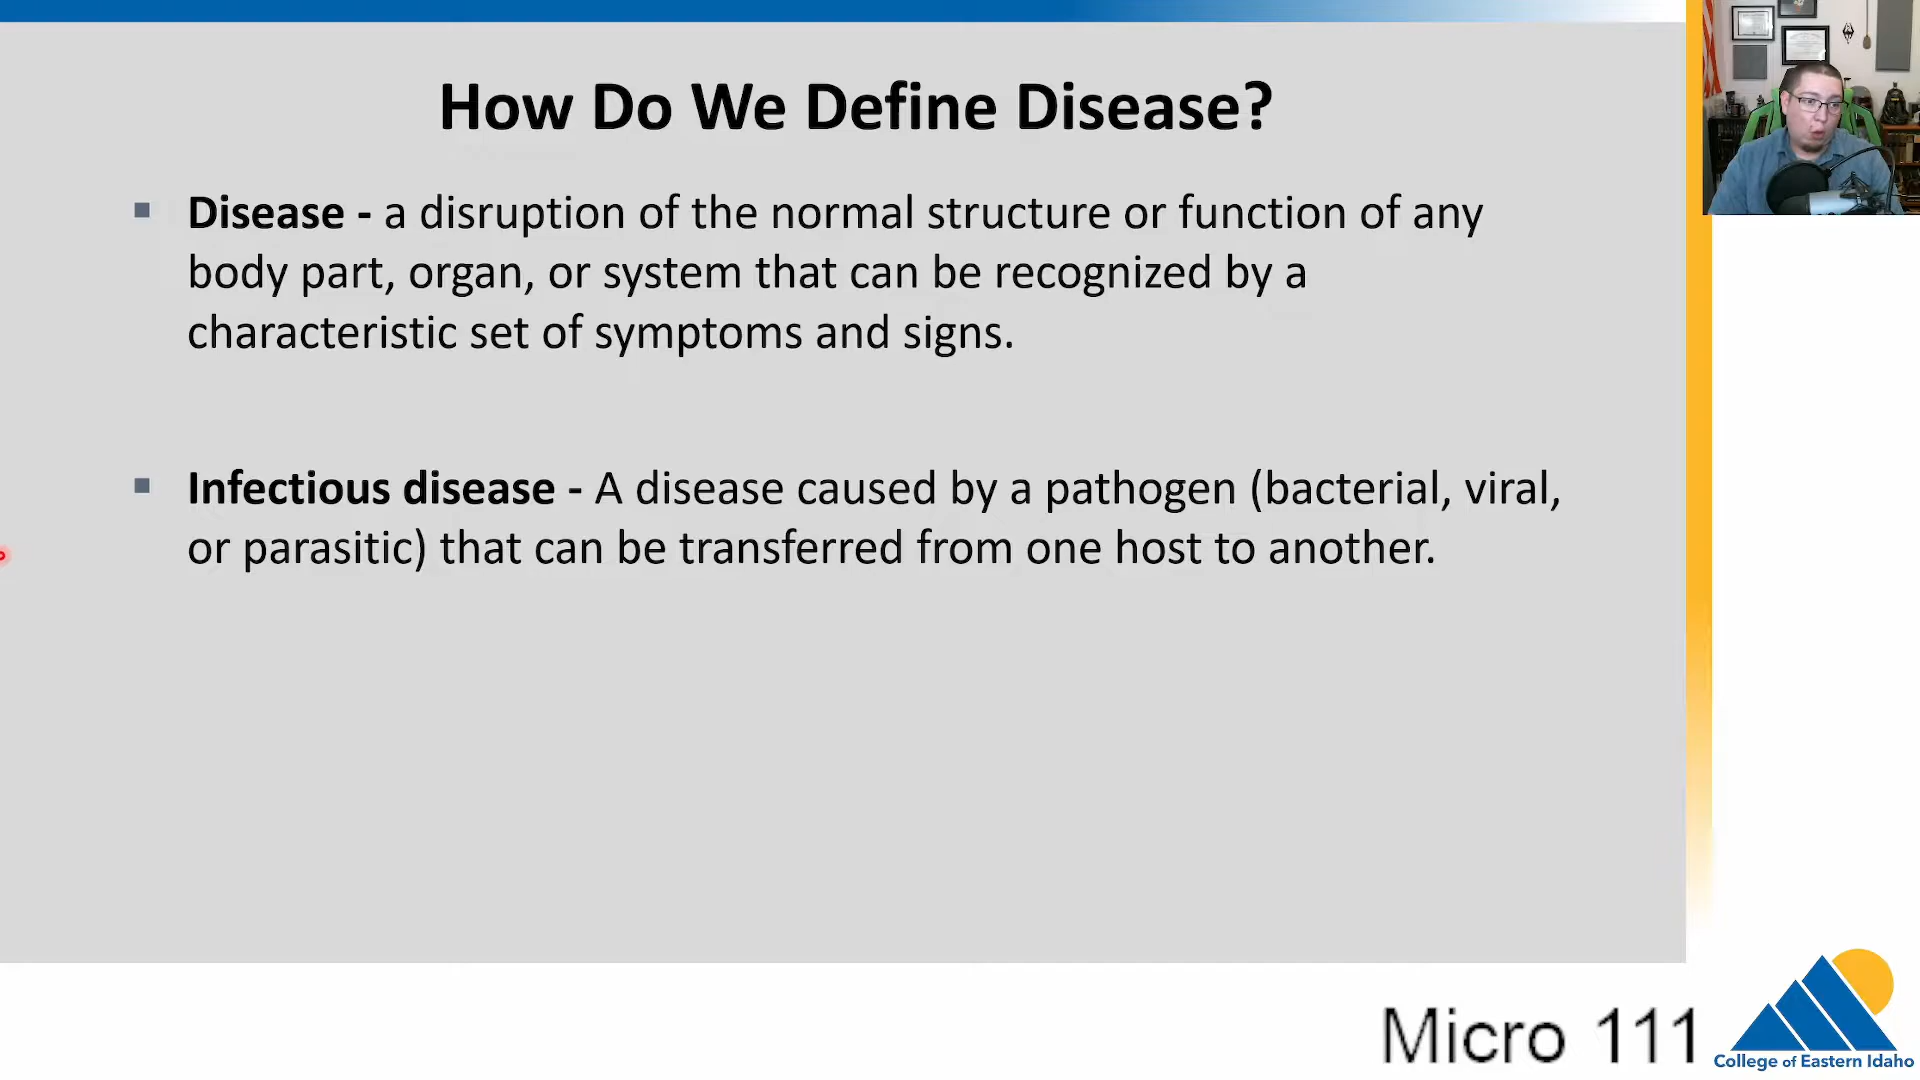 How Do We Define Disease?
▪ Disease - a disruption of the normal structure or function of any
body part, organ, or system that can be recognized by a
characteristic set of symptoms and signs.
▪ Infectious disease - A disease caused by a pathogen (bacterial, viral,
or parasitic) that can be transferred from one host to another.
Micro 111
College of Eastern Idaho